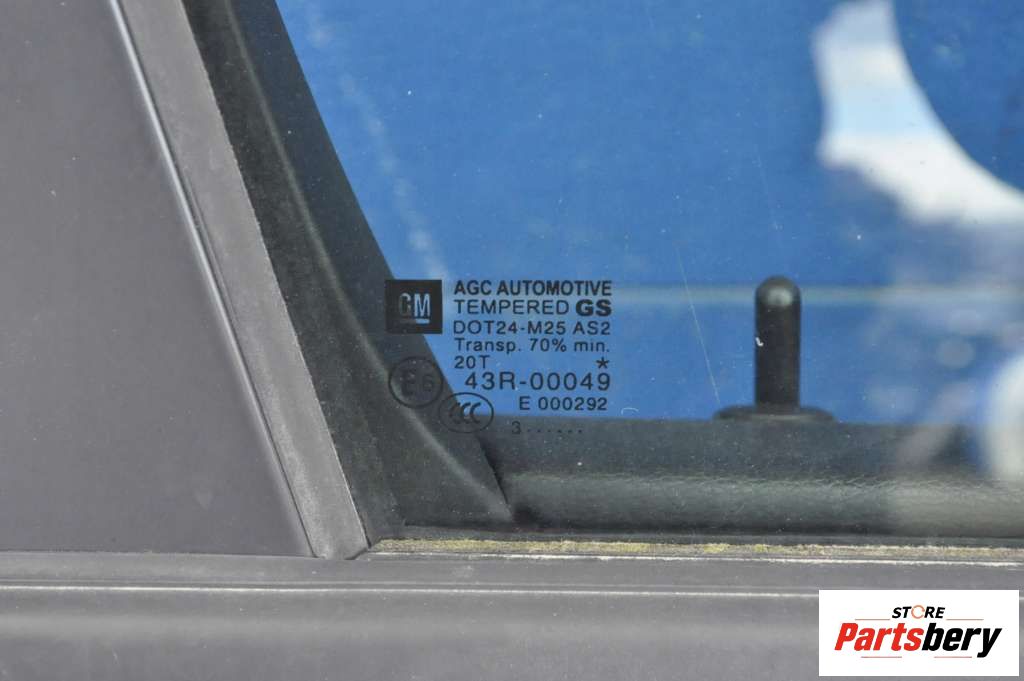 GM
AGC AUTOMOTIVE
TEMPERED GS
DOT24-M25 AS2
Transp. 70% min.
20T *
E6 43R-00049
CCC E 000292
3......
STORE
Partsbery